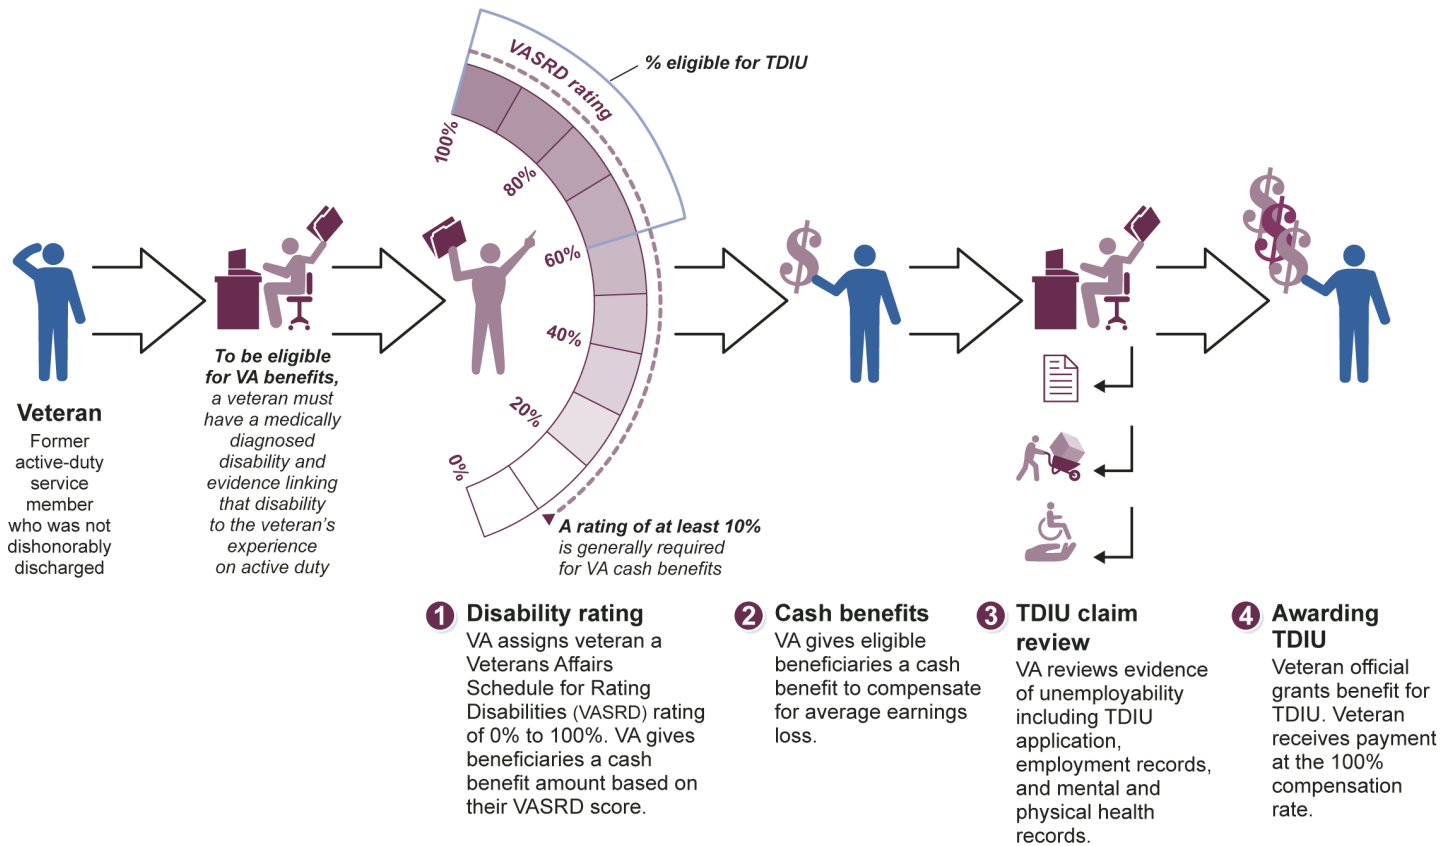 VASRD rating
% eligible for TDIU
100%
80%
60%
40%
20%
0%
Veteran
Former
active-duty
service
member
who was not
dishonorably
discharged
To be eligible
for VA benefits,
a veteran must
have a medically
diagnosed
disability and
evidence linking
that disability
to the veteran’s
experience
on active duty
A rating of at least 10%
is generally required
for VA cash benefits
1 Disability rating
VA assigns veteran a
Veterans Affairs
Schedule for Rating
Disabilities (VASRD) rating
of 0% to 100%. VA gives
beneficiaries a cash
benefit amount based on
their VASRD score.
2 Cash benefits
VA gives eligible
beneficiaries a cash
benefit to compensate
for average earnings
loss.
3 TDIU claim
review
VA reviews evidence
of unemployability
including TDIU
application,
employment records,
and mental and
physical health
records.
4 Awarding
TDIU
Veteran official
grants benefit for
TDIU. Veteran
receives payment
at the 100%
compensation
rate.